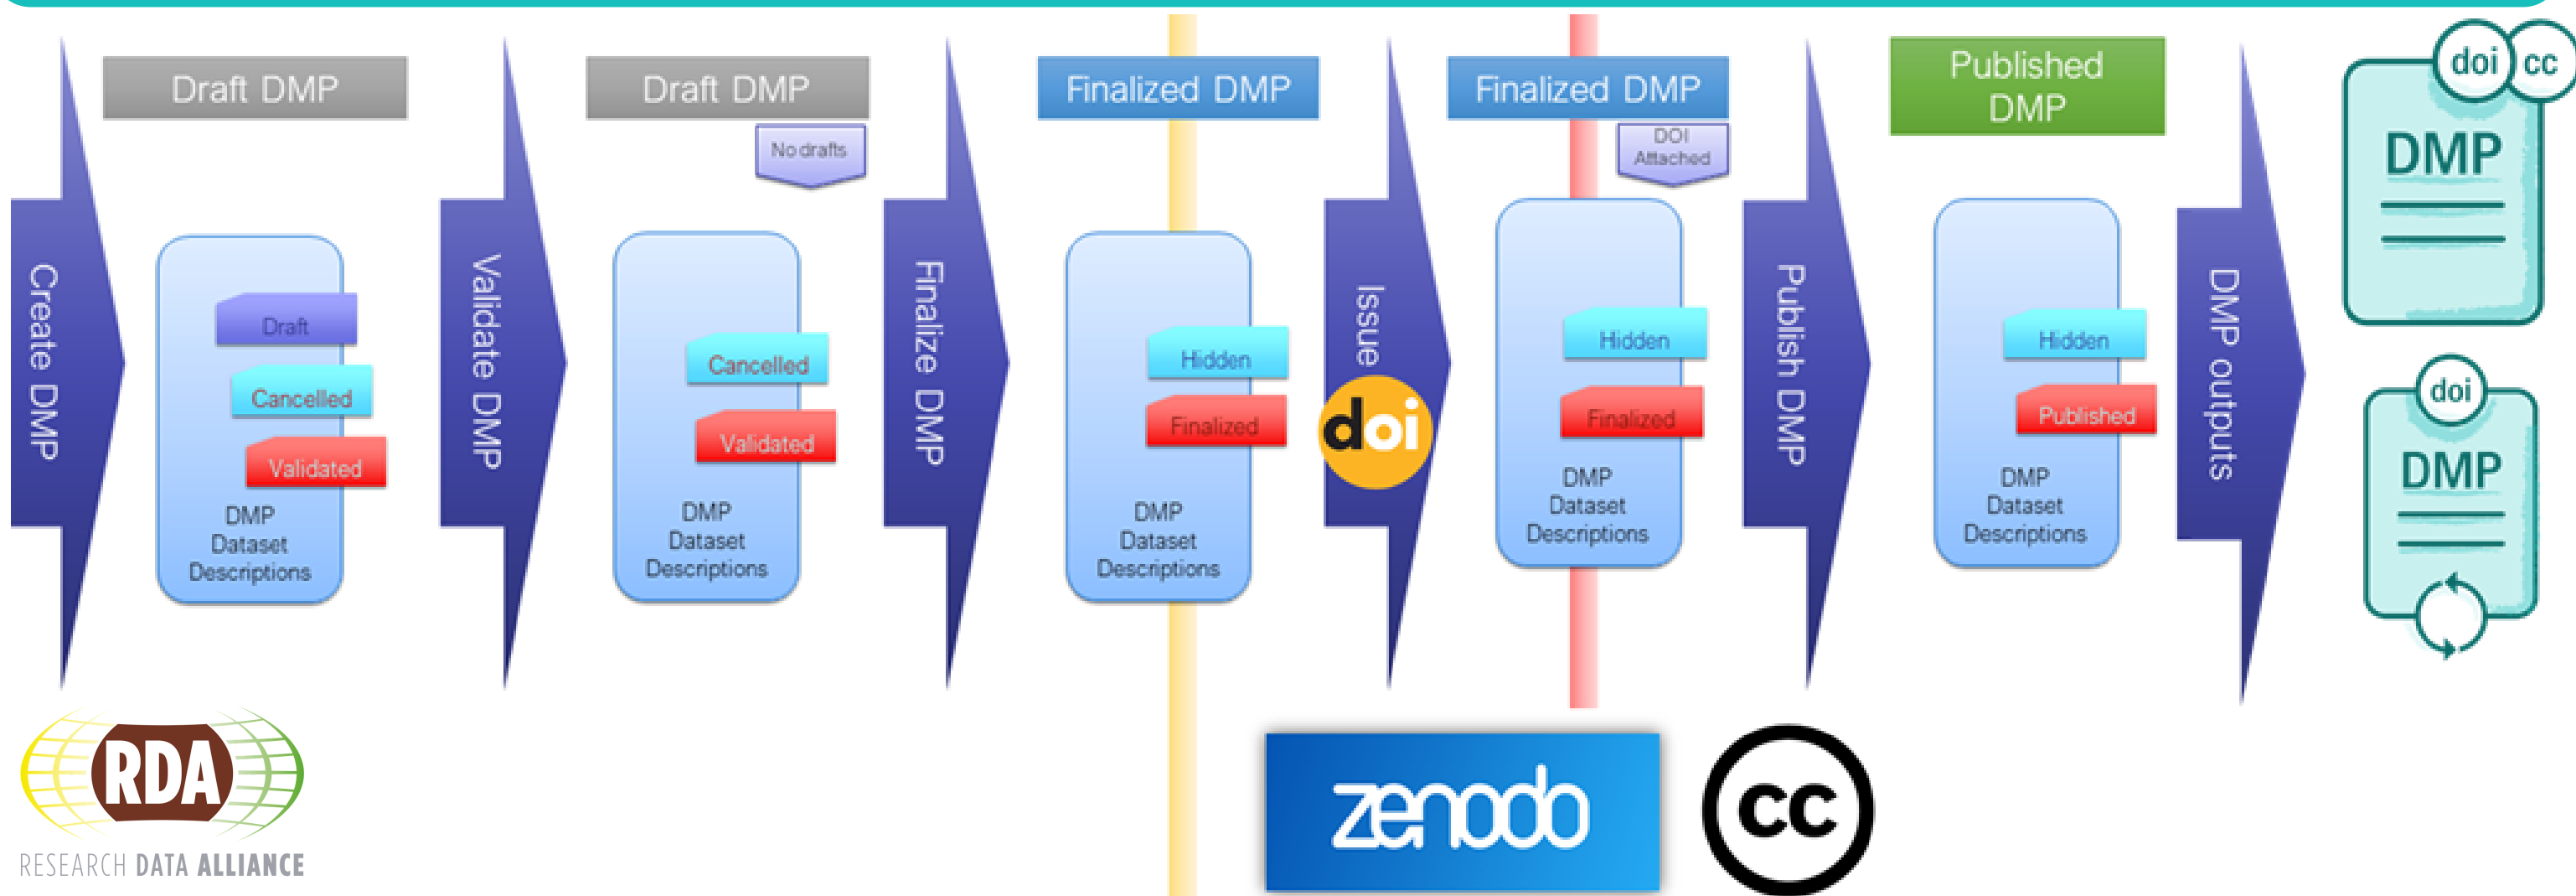 Create DMP
Draft DMP
Draft
Cancelled
Validated
DMP
Dataset
Descriptions
Validate DMP
Draft DMP
No drafts
Cancelled
Validated
DMP
Dataset
Descriptions
Finalize DMP
Finalized DMP
Hidden
Finalized
DMP
Dataset
Descriptions
Issue
doi
Finalized DMP
DOI
Attached
Hidden
Finalized
DMP
Dataset
Descriptions
Publish DMP
Published
DMP
Hidden
Published
DMP
Dataset
Descriptions
DMP outputs
doi cc
DMP
doi
DMP
RDA
RESEARCH DATA ALLIANCE
zenodo
cc